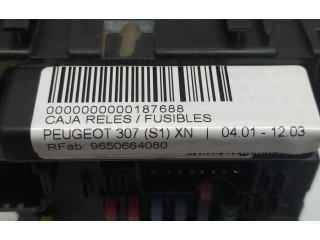 0000000000187688
CAJA RELES / FUSIBLES
PEUGEOT 307 (S1) XN | 04.01 - 12.03
RFab: 9650664080